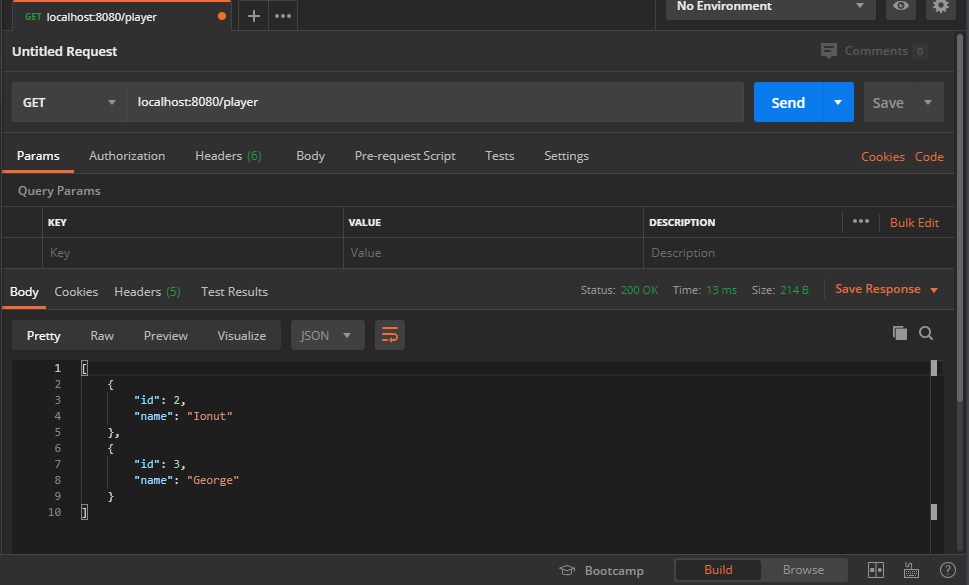 GET localhost:8080/player + ••• No Environment
Untitled Request Comments 0
GET localhost:8080/player Send Save
Params Authorization Headers (6) Body Pre-request Script Tests Settings Cookies Code
Query Params
KEY VALUE DESCRIPTION ••• Bulk Edit
Key Value Description
Body Cookies Headers (5) Test Results Status: 200 OK Time: 13 ms Size: 214 B Save Response
Pretty Raw Preview Visualize JSON
1 [
2 {
3 "id": 2,
4 "name": "Ionut"
5 },
6 {
7 "id": 3,
8 "name": "George"
9 }
10 ]
Bootcamp Build Browse ?